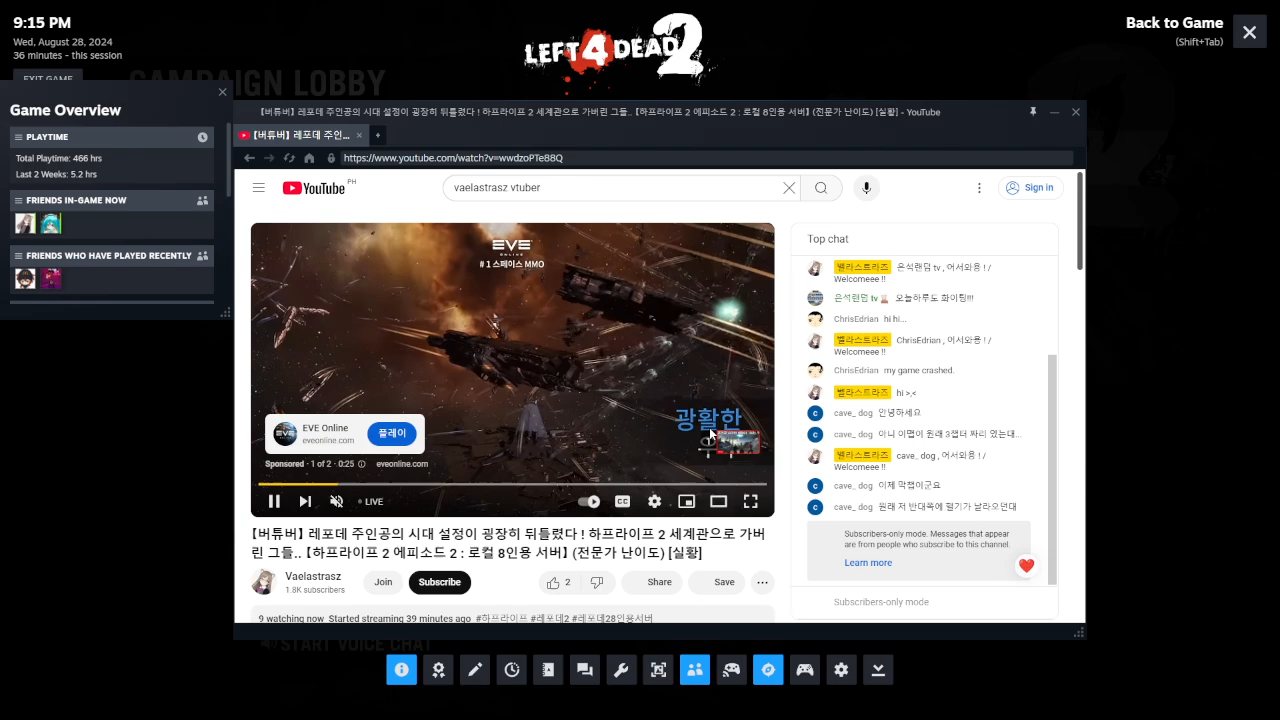 9:15 PM
Wed, August 28, 2024
36 minutes - this session
EXIT GAME
CAMPAIGN LOBBY
LEFT 4 DEAD 2
Back to Game
(Shift+Tab)
Game Overview
PLAYTIME
Total Playtime: 466 hrs
Last 2 Weeks: 5.2 hrs
FRIENDS IN-GAME NOW
FRIENDS WHO HAVE PLAYED RECENTLY
【버튜버】 레포데 주인공의 시대 설정이 굉장히 뒤틀렸다 ! 하프라이프 2 세계관으로 가버린 그들.. 【하프라이프 2 에피소드 2 : 로컬 8인용 서버】 (전문가 난이도) [실황] - YouTube
【버튜버】 레포데 주인...
https://www.youtube.com/watch?v=wwdzoPTe88Q
YouTube PH
vaelastrasz vtuber
Sign in
EVE
ONLINE
#1 스페이스 MMO
광활한
EVE Online
eveonline.com
플레이
Sponsored · 1 of 2 · 0:25 eveonline.com
LIVE
CC
【버튜버】 레포데 주인공의 시대 설정이 굉장히 뒤틀렸다 ! 하프라이프 2 세계관으로 가버
린 그들.. 【하프라이프 2 에피소드 2 : 로컬 8인용 서버】 (전문가 난이도) [실황]
Vaelastrasz
1.8K subscribers
Join
Subscribe
2
Share
Save
9 watching now Started streaming 39 minutes ago #하프라이프 #레포데2 #레포데28인용서버
Top chat
벨라스트라즈 은석랜덤 tv , 어서와용 ! /
Welcomeee !!
은석랜덤 tv 오늘하루도 화이팅!!!
ChrisEdrian hi hi...
벨라스트라즈 ChrisEdrian , 어서와용 ! /
Welcomeee !!
ChrisEdrian my game crashed.
벨라스트라즈 hi >,<
cave_ dog 안녕하세요
cave_ dog 아니 이맵이 원래 3챕터 짜리 였는대...
벨라스트라즈 cave_ dog , 어서와용 ! /
Welcomeee !!
cave_ dog 이제 막챕이군요
cave_ dog 원래 저 반대쪽에 헬기가 날라오던대
Subscribers-only mode. Messages that appear
are from people who subscribe to this channel.
Learn more
Subscribers-only mode
START VOICE CHAT